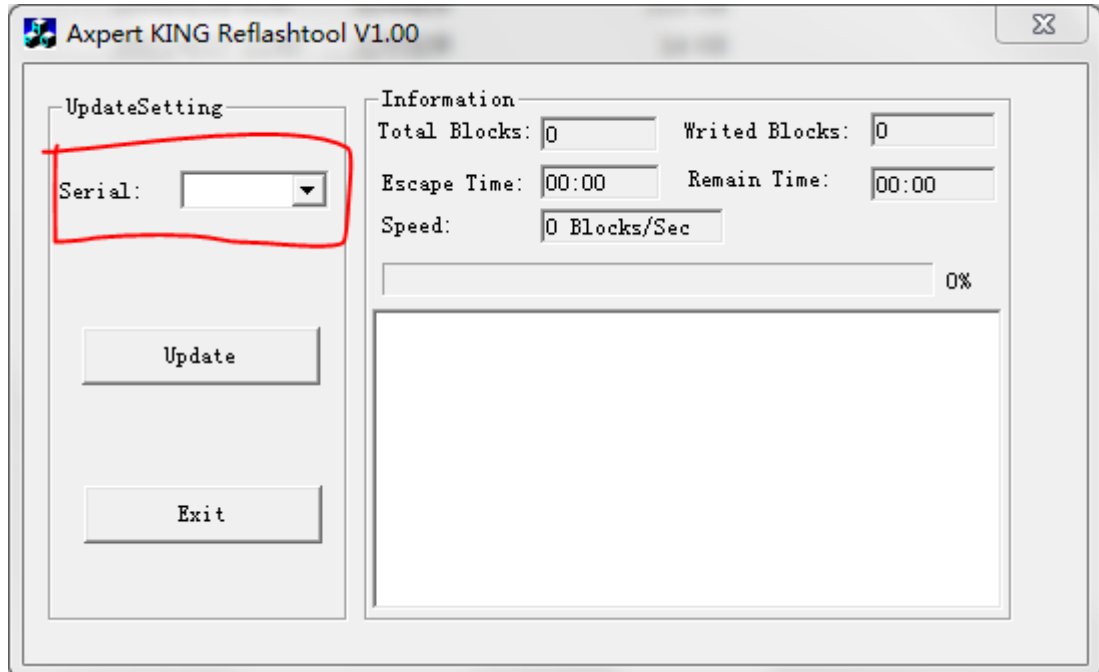 Axpert KING Reflashtool V1.00
UpdateSetting
Serial:
Update
Exit
Information
Total Blocks: 0 Writed Blocks: 0
Escape Time: 00:00 Remain Time: 00:00
Speed: 0 Blocks/Sec
0%